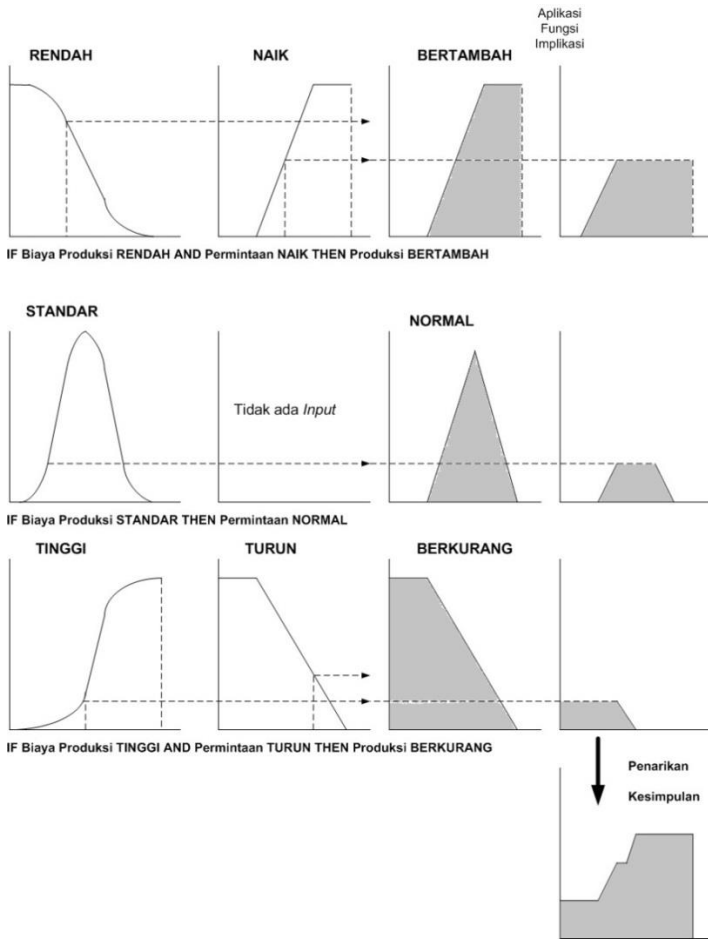 Aplikasi
Fungsi
Implikasi
RENDAH
NAIK
BERTAMBAH
IF Biaya Produksi RENDAH AND Permintaan NAIK THEN Produksi BERTAMBAH
STANDAR
NORMAL
Tidak ada Input
IF Biaya Produksi STANDAR THEN Permintaan NORMAL
TINGGI
TURUN
BERKURANG
IF Biaya Produksi TINGGI AND Permintaan TURUN THEN Produksi BERKURANG
Penarikan
Kesimpulan